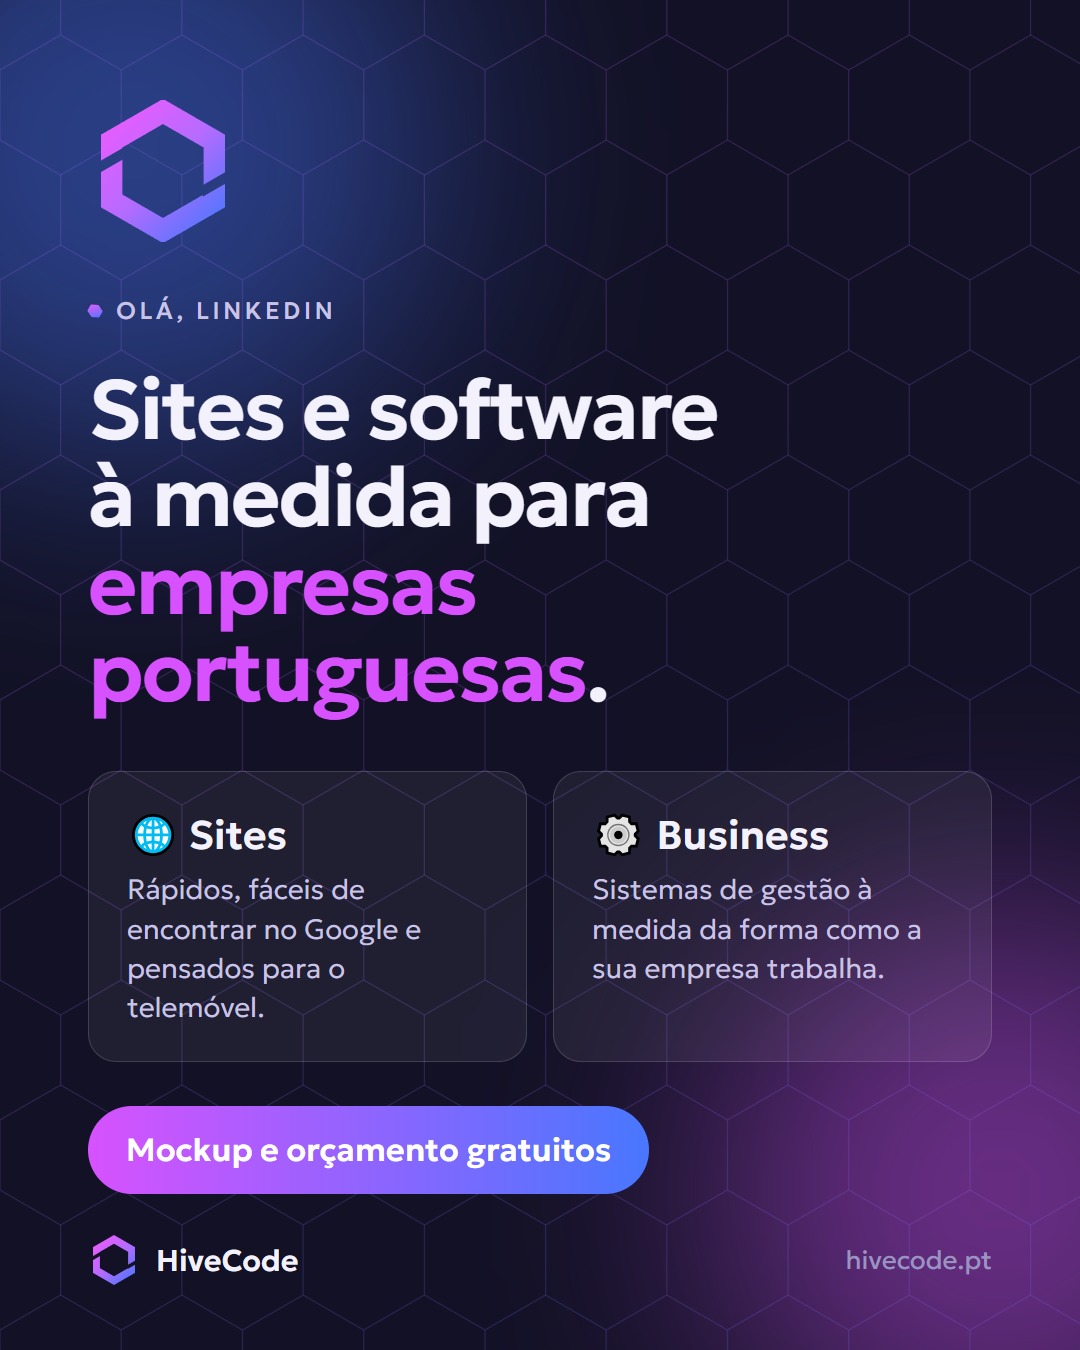 OLÁ, LINKEDIN
Sites e software
à medida para
empresas
portuguesas.
Sites
Rápidos, fáceis de
encontrar no Google e
pensados para o
telemóvel.
Business
Sistemas de gestão à
medida da forma como a
sua empresa trabalha.
Mockup e orçamento gratuitos
HiveCode
hivecode.pt